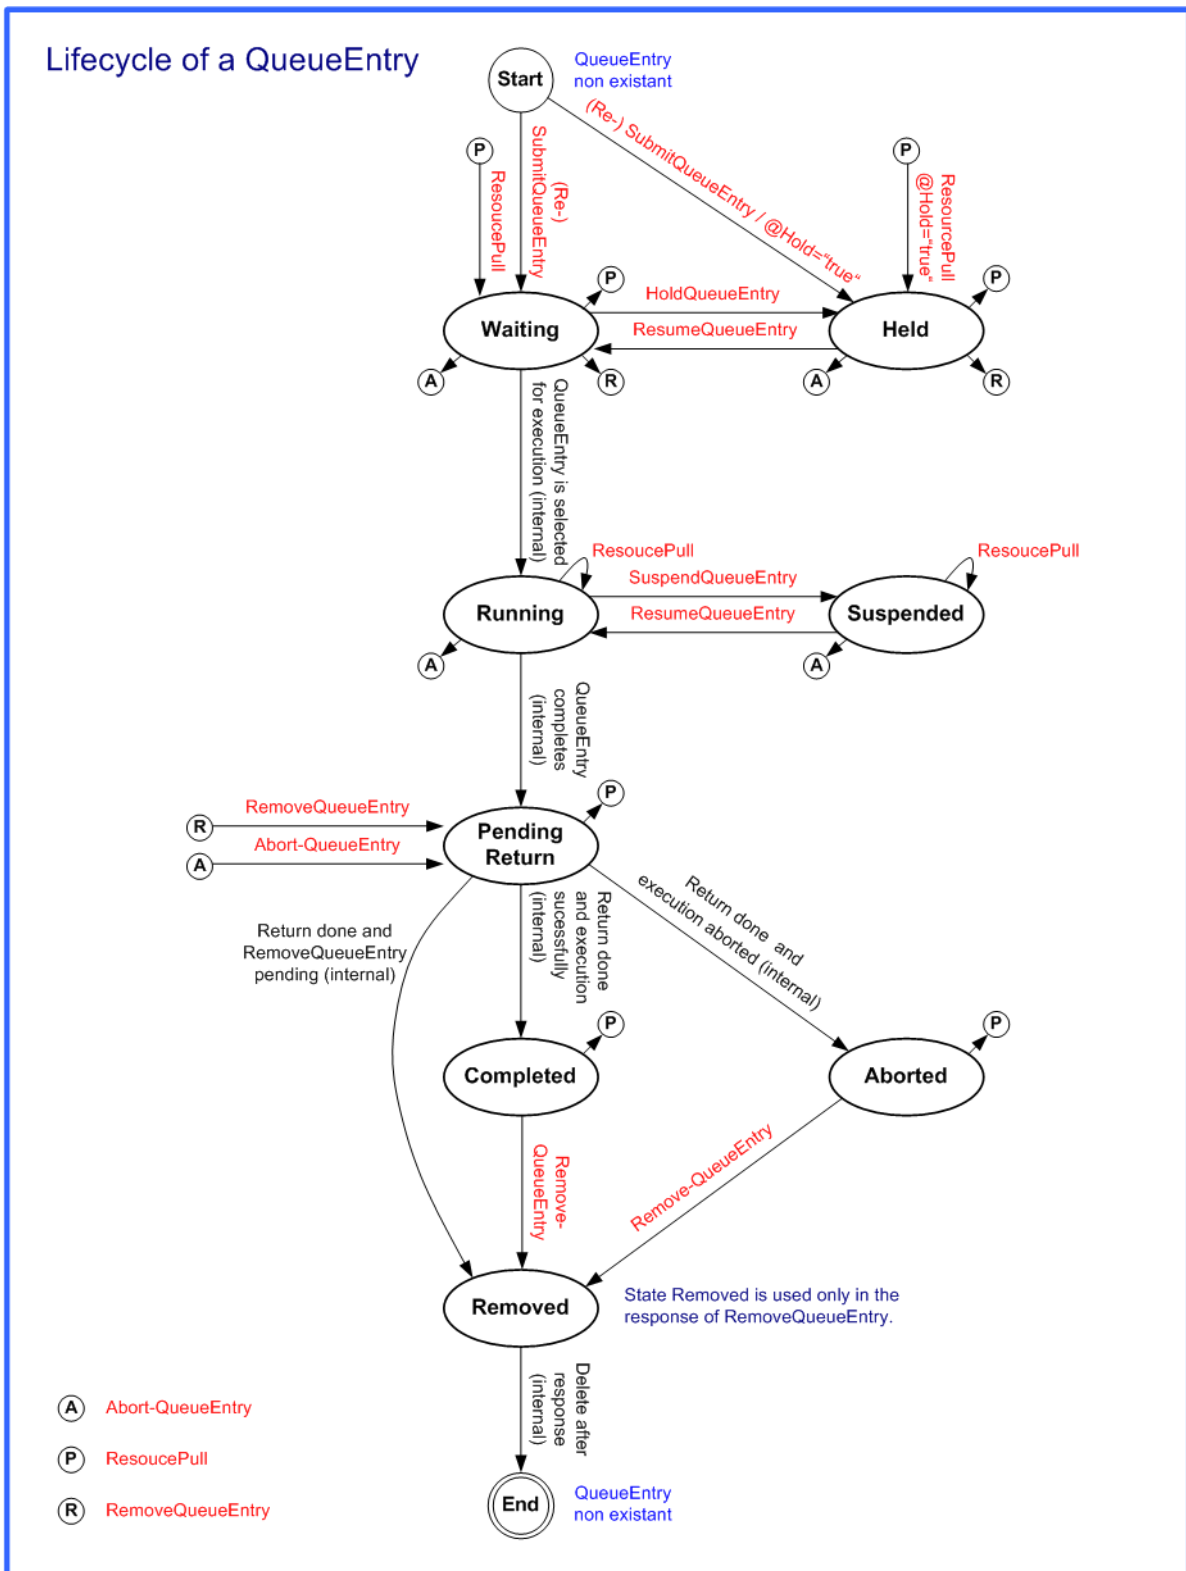 Lifecycle of a QueueEntry
Start
QueueEntry
non existant
(Re-) SubmitQueueEntry / @Hold="true"
(Re-)
SubmitQueueEntry
P
ResoucePull
P
ResourcePull
@Hold="true"
P
P
HoldQueueEntry
Waiting
Held
ResumeQueueEntry
A
R
A
R
QueueEntry is selected
for execution (internal)
ResoucePull
ResoucePull
SuspendQueueEntry
Running
Suspended
ResumeQueueEntry
A
A
QueueEntry
completes
(internal)
P
RemoveQueueEntry
R
Pending
Return
Abort-QueueEntry
A
Return done and
RemoveQueueEntry
pending (internal)
Return done
and execution
sucessfully
(internal)
Return done and
execution aborted (internal)
P
P
Completed
Aborted
Remove-
QueueEntry
Remove-QueueEntry
Removed
State Removed is used only in the
response of RemoveQueueEntry.
Delete after
response
(internal)
A Abort-QueueEntry
P ResoucePull
R RemoveQueueEntry
End
QueueEntry
non existant